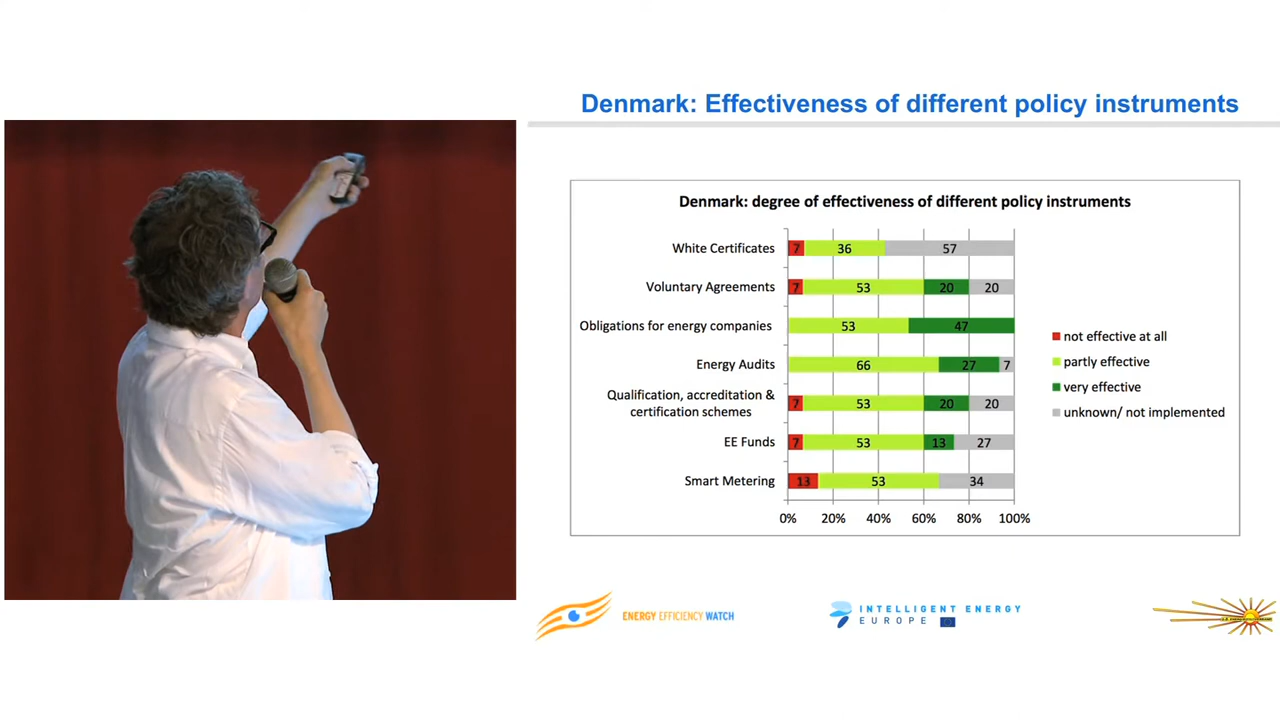 Denmark: Effectiveness of different policy instruments
Denmark: degree of effectiveness of different policy instruments
White Certificates 7 36 57
Voluntary Agreements 7 53 20 20
Obligations for energy companies 53 47
Energy Audits 66 27 7
Qualification, accreditation &
certification schemes 7 53 20 20
EE Funds 7 53 13 27
Smart Metering 13 53 34
0% 20% 40% 60% 80% 100%
not effective at all
partly effective
very effective
unknown/ not implemented
ENERGY EFFICIENCY WATCH
INTELLIGENT ENERGY
EUROPE